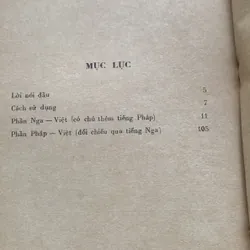 MỤC LỤC
Lời nói đầu 5
Cách sử dụng 7
Phần Nga — Việt (có chú thêm tiếng Pháp) 11
Phần Pháp — Việt (đối chiếu qua tiếng Nga) 105